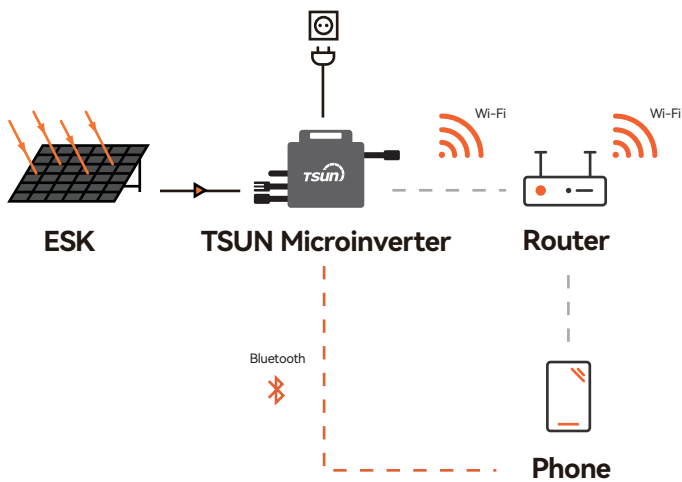 Wi-Fi
Wi-Fi
TSUN
ESK
TSUN Microinverter
Router
Bluetooth
Phone